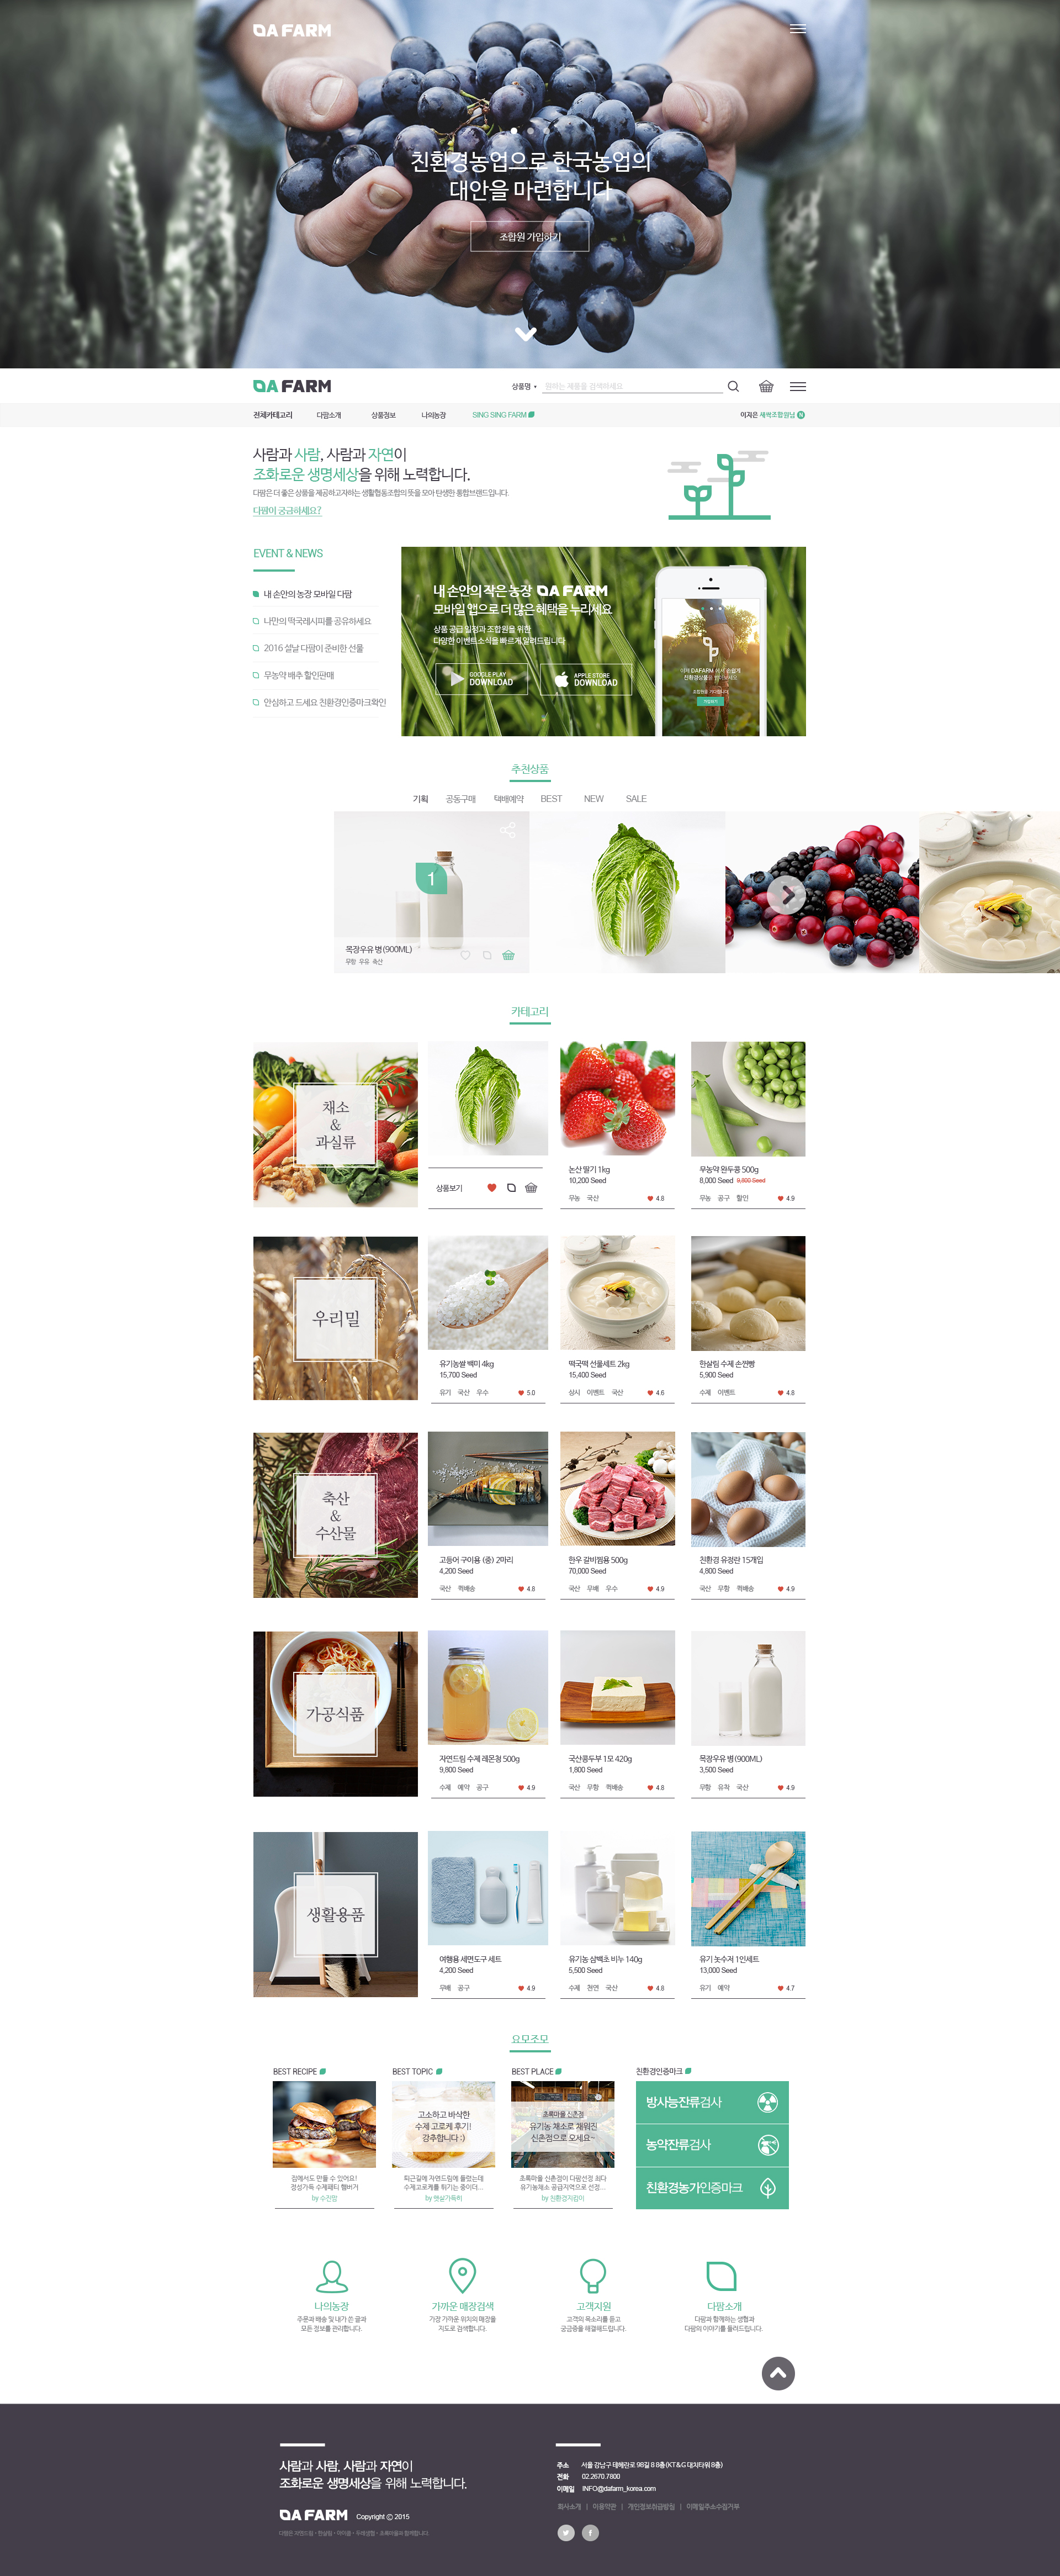 DA FARM
친환경농업으로 한국농업의
대안을 마련합니다
조합원 가입하기
DA FARM
상품명
원하는 제품을 검색하세요
전체카테고리 다팜소개 상품정보 나의농장 SING SING FARM
이지은 새싹조합원님 N
사람과 사람, 사람과 자연이
조화로운 생명세상을 위해 노력합니다.
다팜은 더 좋은 상품을 제공하고자하는 생활협동조합의 뜻을 모아 탄생한 통합브랜드입니다.
다팜이 궁금하세요?
EVENT & NEWS
내 손안의 농장 모바일 다팜
나만의 떡국레시피를 공유하세요
2016 설날 다팜이 준비한 선물
무농약 배추 할인판매
안심하고 드세요 친환경인증마크확인
내 손안의 작은 농장 DA FARM
모바일 앱으로 더 많은 혜택을 누리세요
상품 공급 일정과 조합원을 위한
다양한 이벤트소식을 빠르게 알려드립니다
GOOGLE PLAY
DOWNLOAD
APPLE STORE
DOWNLOAD
추천상품
기획 공동구매 택배예약 BEST NEW SALE
1
목장우유 병(900ML)
무항 우유 축산
카테고리
채소
&
과실류
상품보기
논산 딸기 1kg
10,200 Seed
무농 국산 4.8
무농약 완두콩 500g
8,000 Seed 9,800 Seed
무농 공구 할인 4.9
우리밀
유기농쌀 백미 4kg
15,700 Seed
유기 국산 우수 5.0
떡국떡 선물세트 2kg
15,400 Seed
상시 이벤트 국산 4.6
한살림 수제 손찐빵
5,900 Seed
수제 이벤트 4.8
축산
&
수산물
고등어 구이용 (중) 2마리
4,200 Seed
국산 퀵배송 4.8
한우 갈비찜용 500g
70,000 Seed
국산 무배 우수 4.9
친환경 유정란 15개입
4,800 Seed
국산 무항 퀵배송 4.9
가공식품
자연드림 수제 레몬청 500g
9,800 Seed
수제 예약 공구 4.9
국산콩두부 1모 420g
1,800 Seed
국산 무항 퀵배송 4.8
목장우유 병(900ML)
3,500 Seed
무항 유착 국산 4.9
생활용품
여행용 세면도구 세트
4,200 Seed
무배 공구 4.9
유기농 삼백초 비누 140g
5,500 Seed
수제 천연 국산 4.8
유기 놋수저 1인세트
13,000 Seed
유기 예약 4.7
요모조모
BEST RECIPE
집에서도 만들 수 있어요!
정성가득 수제패티 햄버거
by 수진맘
BEST TOPIC
고소하고 바삭한
수제 고로케 후기!
강추합니다 :)
퇴근길에 자연드림에 들렀는데
수제고로케를 튀기는 중이더...
by 햇살가득히
BEST PLACE
초록마을 신촌점
유기농 채소로 채워진
신촌점으로 오세요~
초록마을 신촌점이 다팜선정 최다
유기농채소 공급지역으로 선정...
by 친환경지킴이
친환경인증마크
방사능잔류검사
농약잔류검사
친환경농가인증마크
나의농장
주문과 배송 및 내가 쓴 글과
모든 정보를 관리합니다.
가까운 매장검색
가장 가까운 위치의 매장을
지도로 검색합니다.
고객지원
고객의 목소리를 듣고
궁금증을 해결해드립니다.
다팜소개
다팜과 함께하는 생협과
다팜의 이야기를 들려드립니다.
사람과 사람, 사람과 자연이
조화로운 생명세상을 위해 노력합니다.
DA FARM Copyright ⓒ 2015
주소 서울 강남구 테헤란로 98길 8 8층(KT&G 대치타워 8층)
전화 02.2670.7800
이메일 INFO@dafarm_korea.com
회사소개 | 이용약관 | 개인정보취급방침 | 이메일주소수집거부